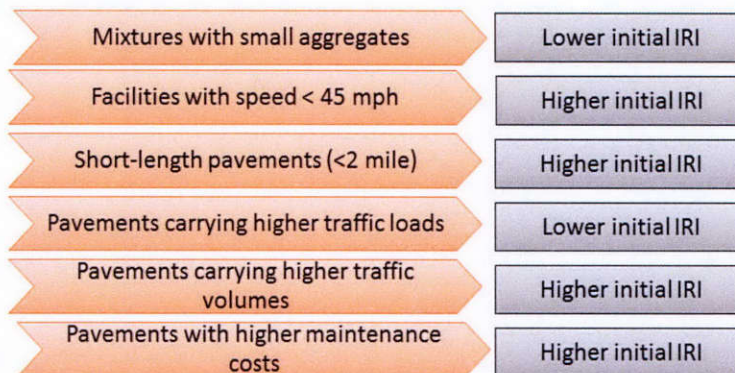 Mixtures with small aggregates
Lower initial IRI
Facilities with speed < 45 mph
Higher initial IRI
Short-length pavements (<2 mile)
Higher initial IRI
Pavements carrying higher traffic loads
Lower initial IRI
Pavements carrying higher traffic
volumes
Higher initial IRI
Pavements with higher maintenance
costs
Higher initial IRI